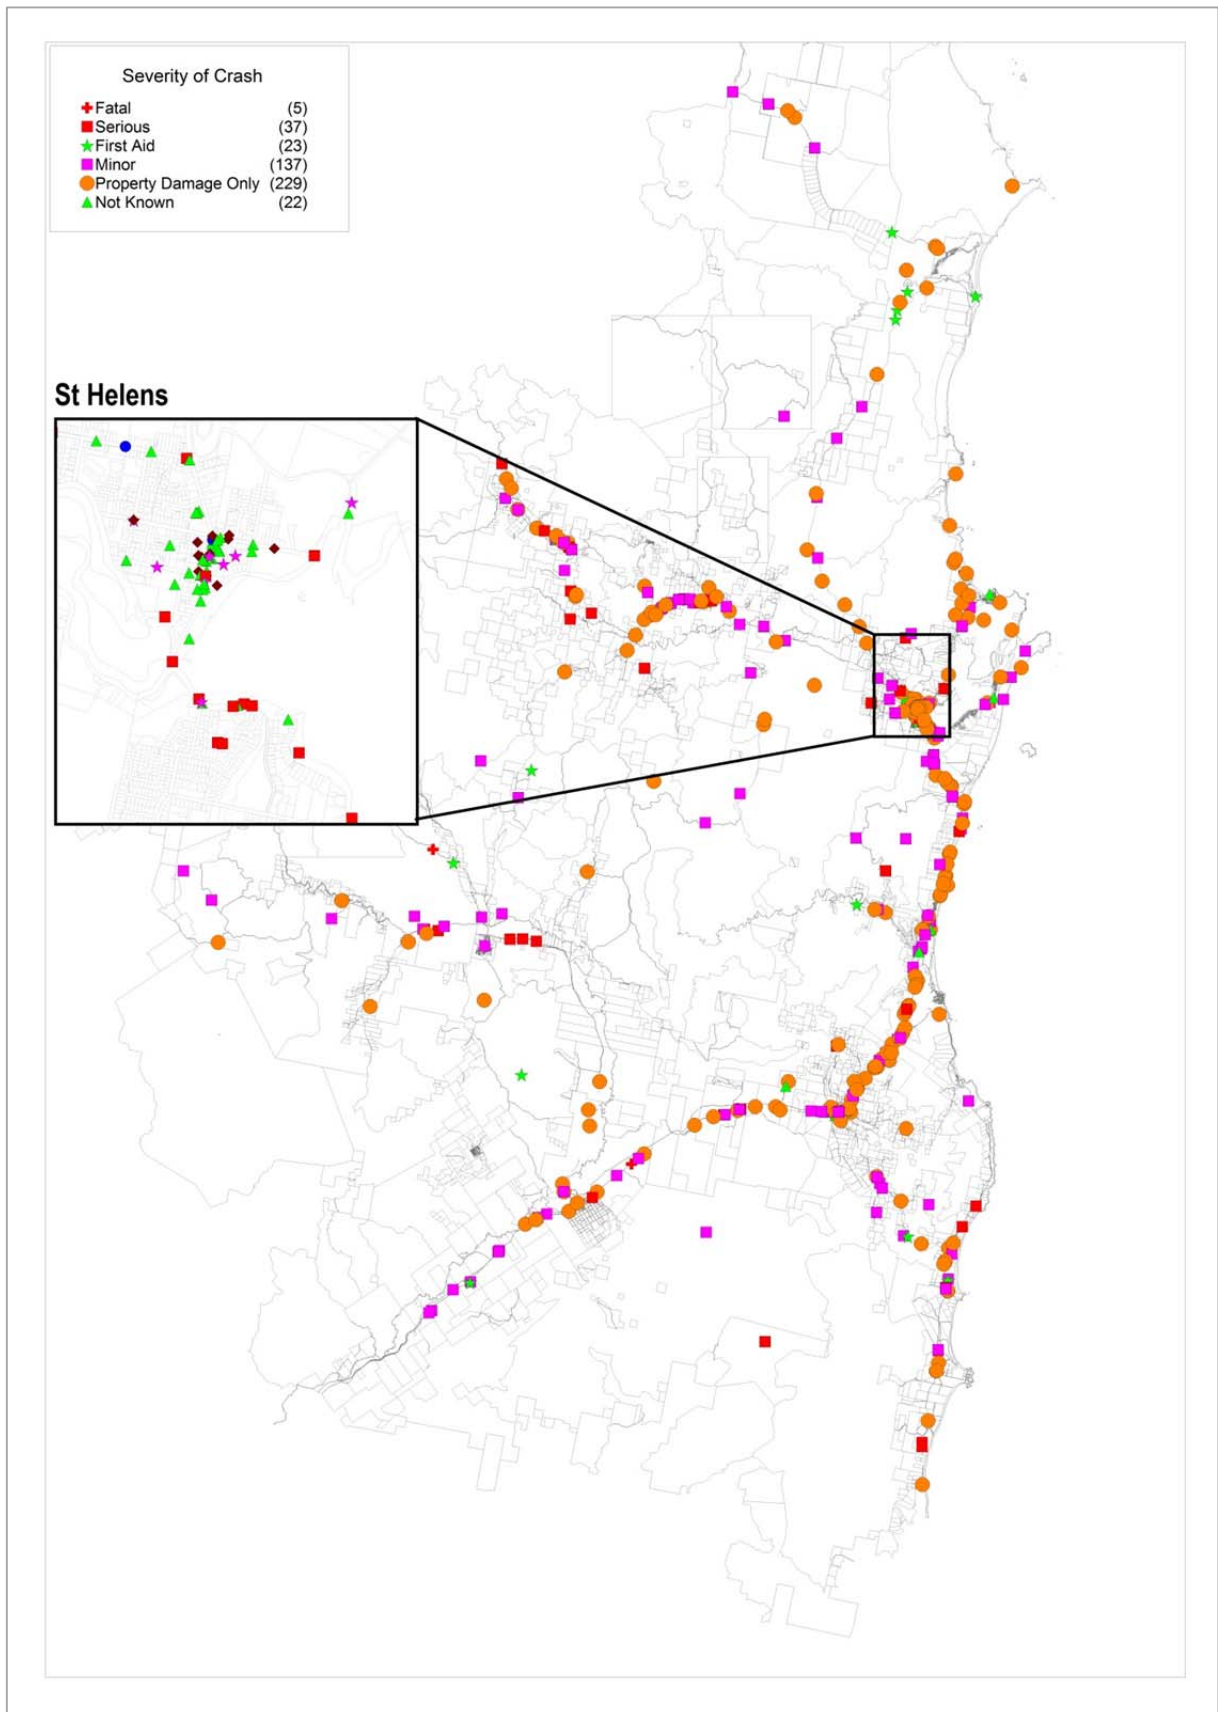 Severity of Crash
Fatal (5)
Serious (37)
First Aid (23)
Minor (137)
Property Damage Only (229)
Not Known (22)
St Helens